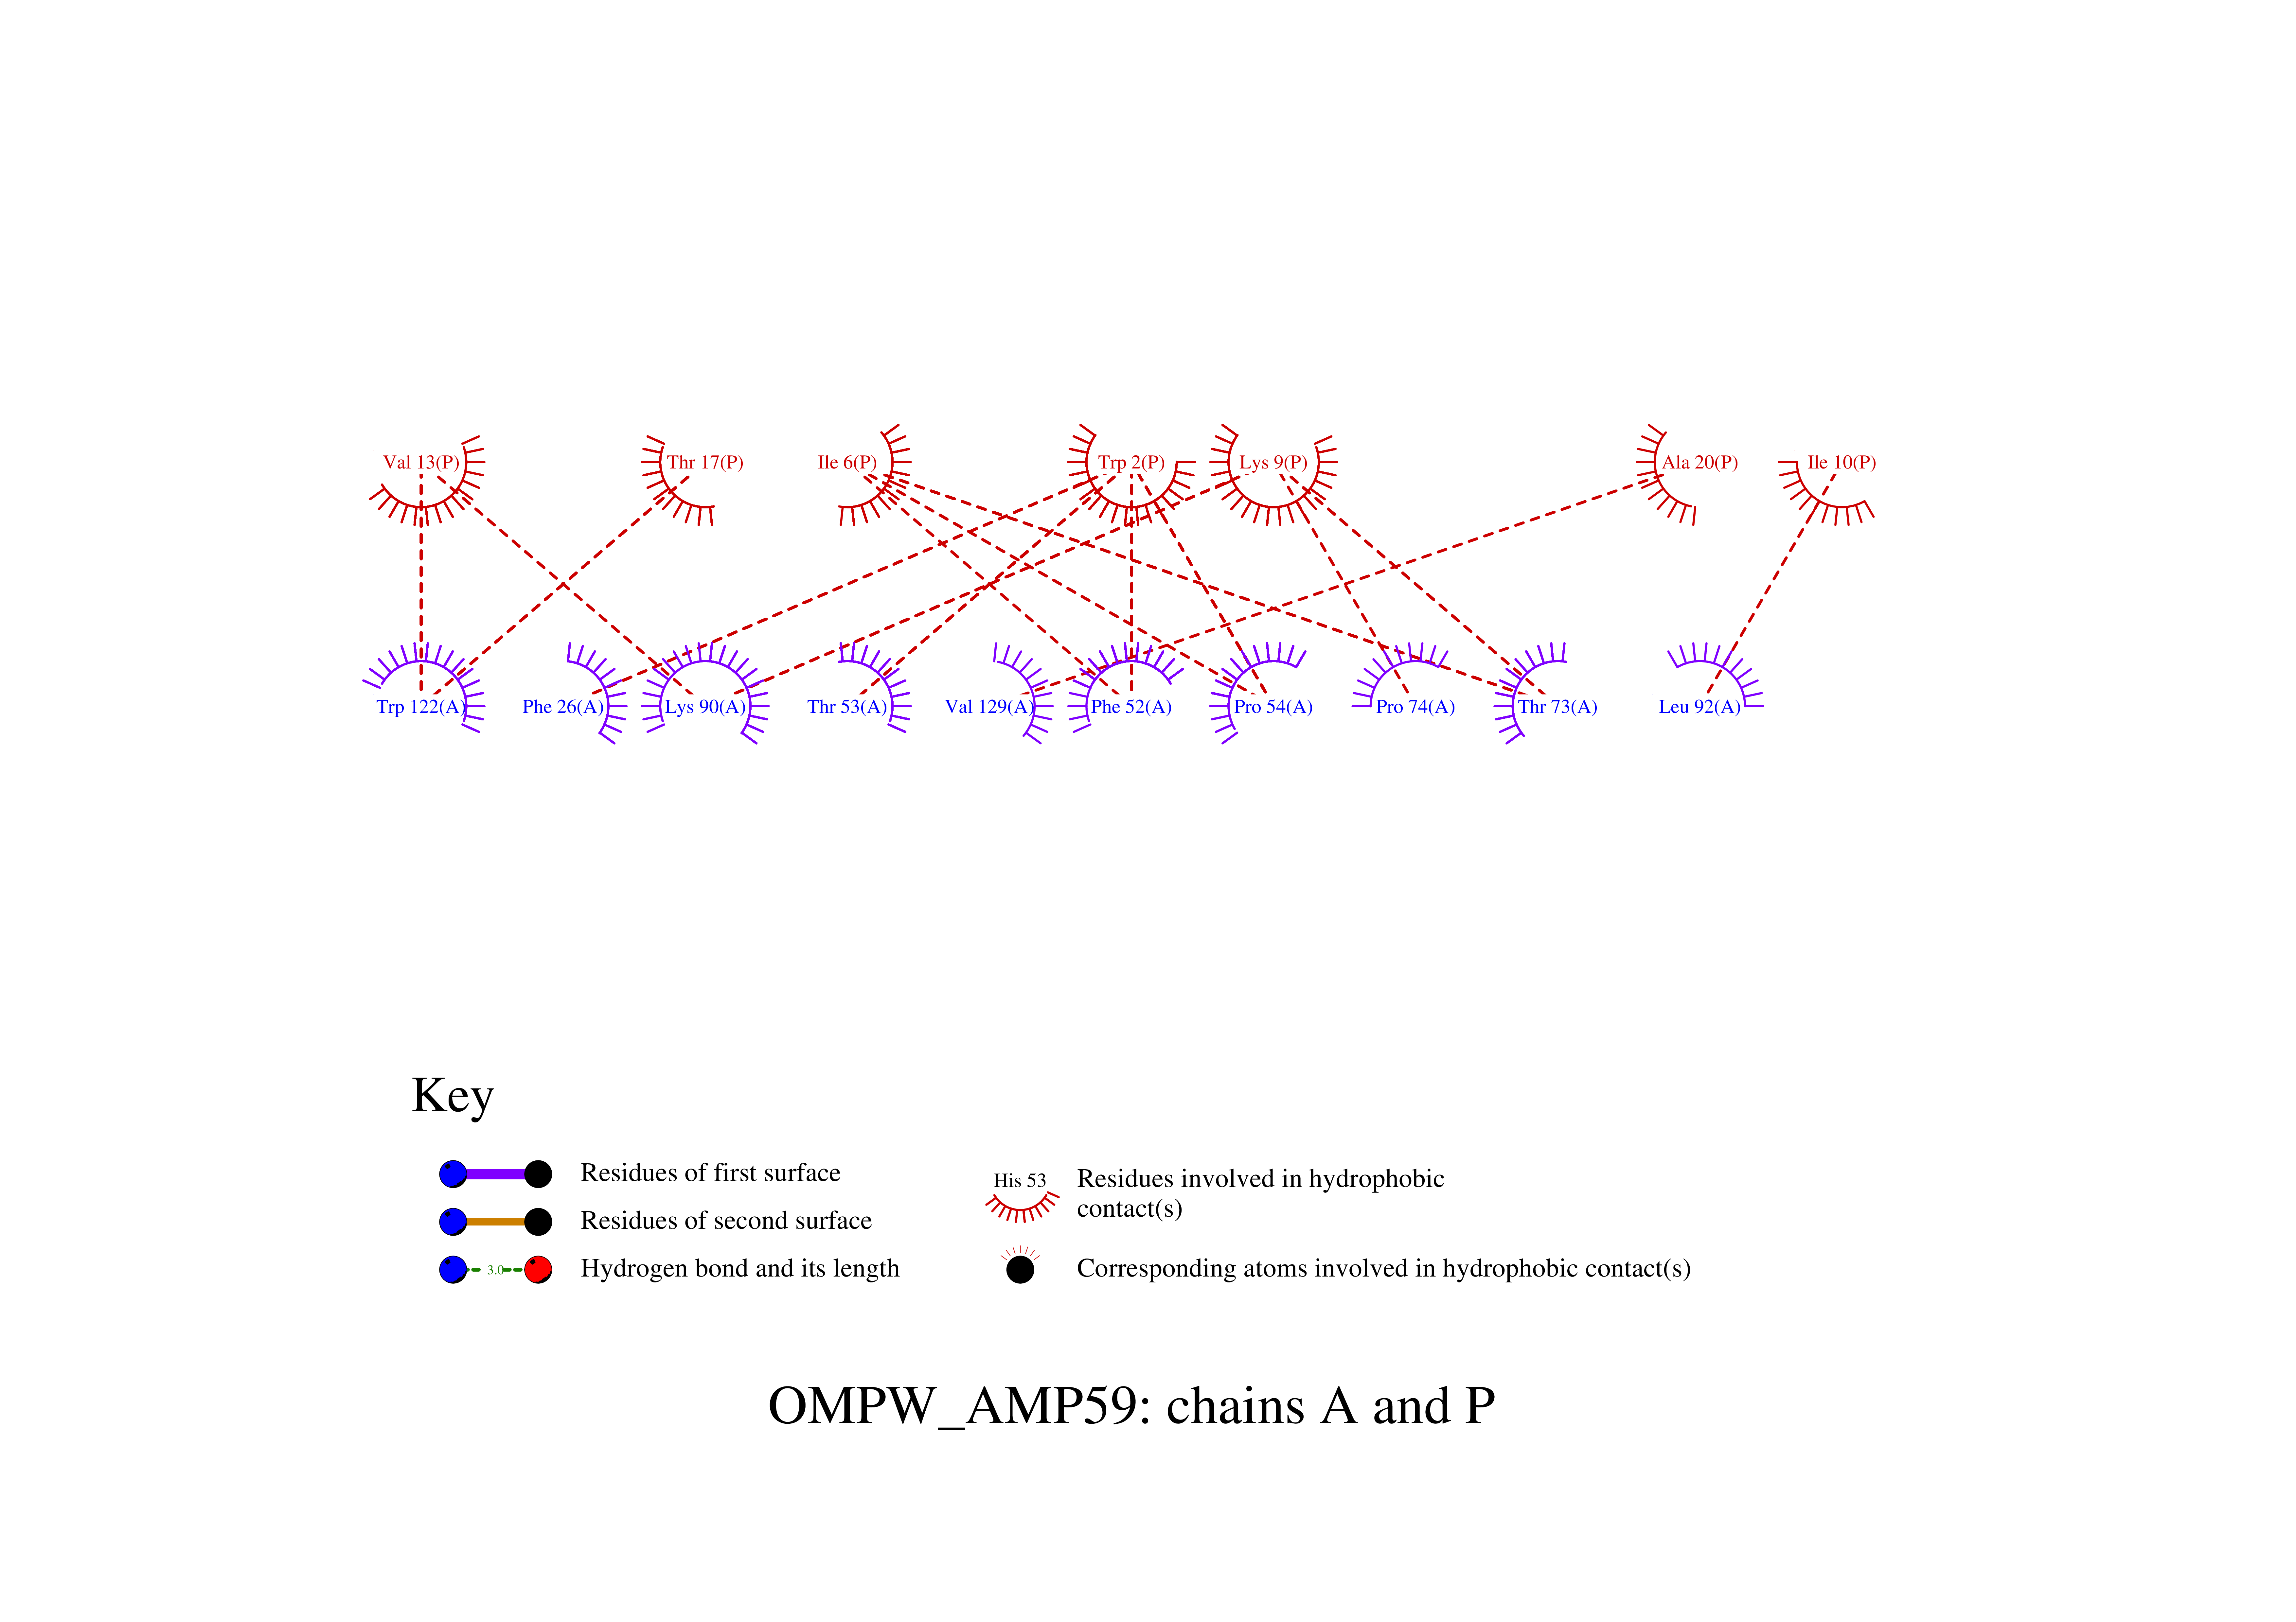 Val 13(P) Thr 17(P) Ile 6(P) Trp 2(P) Lys 9(P) Ala 20(P) Ile 10(P)
Trp 122(A) Phe 26(A) Lys 90(A) Thr 53(A) Val 129(A) Phe 52(A) Pro 54(A) Pro 74(A) Thr 73(A) Leu 92(A)
Key
Residues of first surface
Residues of second surface
3.0 Hydrogen bond and its length
His 53 Residues involved in hydrophobic
contact(s)
Corresponding atoms involved in hydrophobic contact(s)
OMPW_AMP59: chains A and P